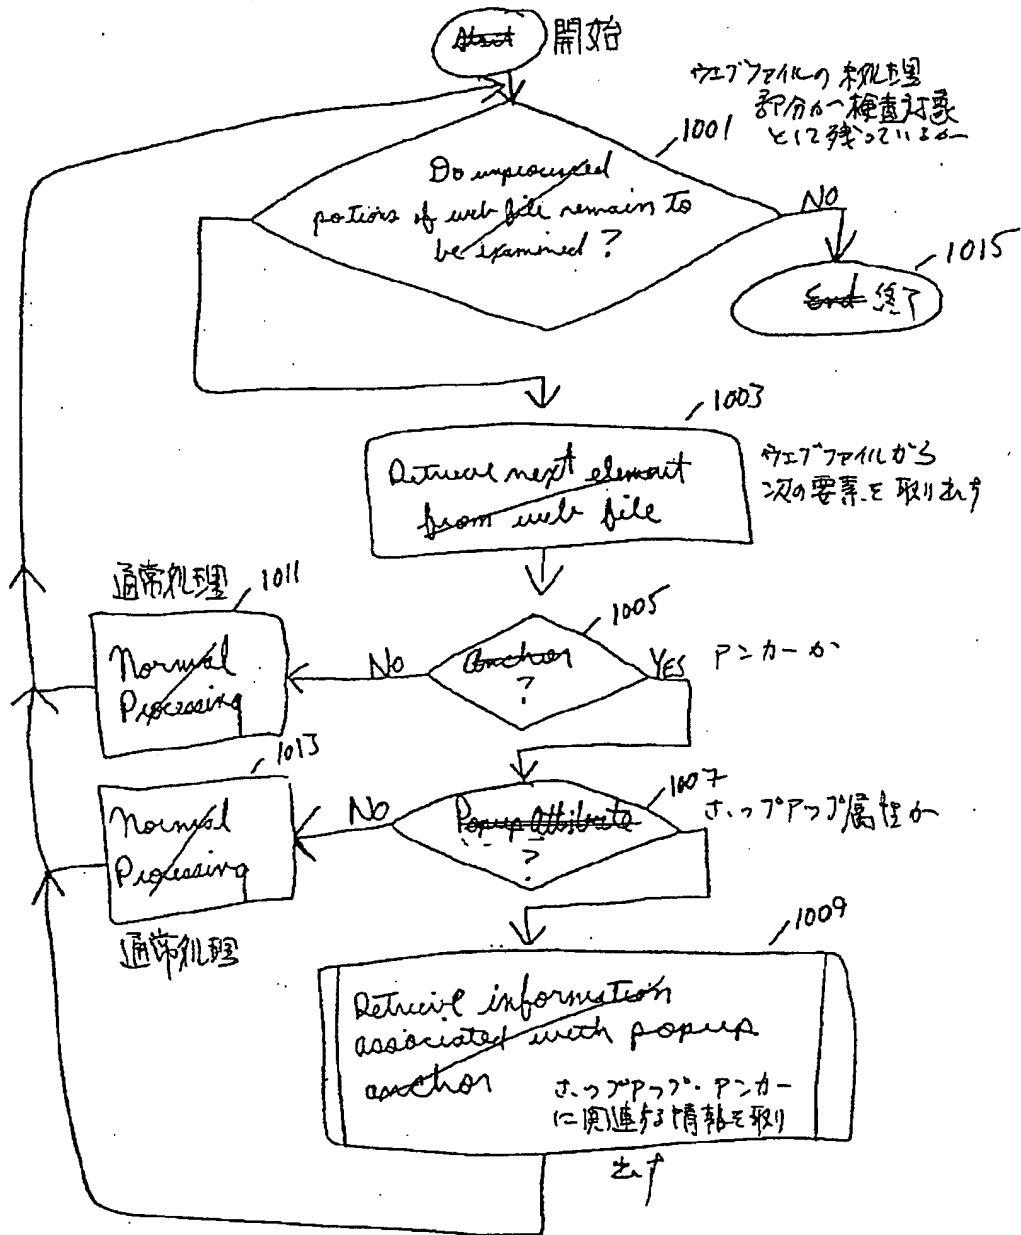 Start 開始
ウェブファイルの未処理
部分が検査対象
として残っているか
1001
Do unprocessed
potions of web file remain to
be examined ?
NO
1015
End 終了
1003
Retrieve next element
from web file
ウェブファイルから
次の要素を取り出す
通常処理
1011
Normal
Processing
No
1005
anchor
?
YES
アンカーか
1013
Normal
Processing
通常処理
No
1007
Popup attribute
?
ポップアップ属性か
1009
Retrieve information
associated with popup
anchor
ポップアップ・アンカー
に関連する情報を取り
出す